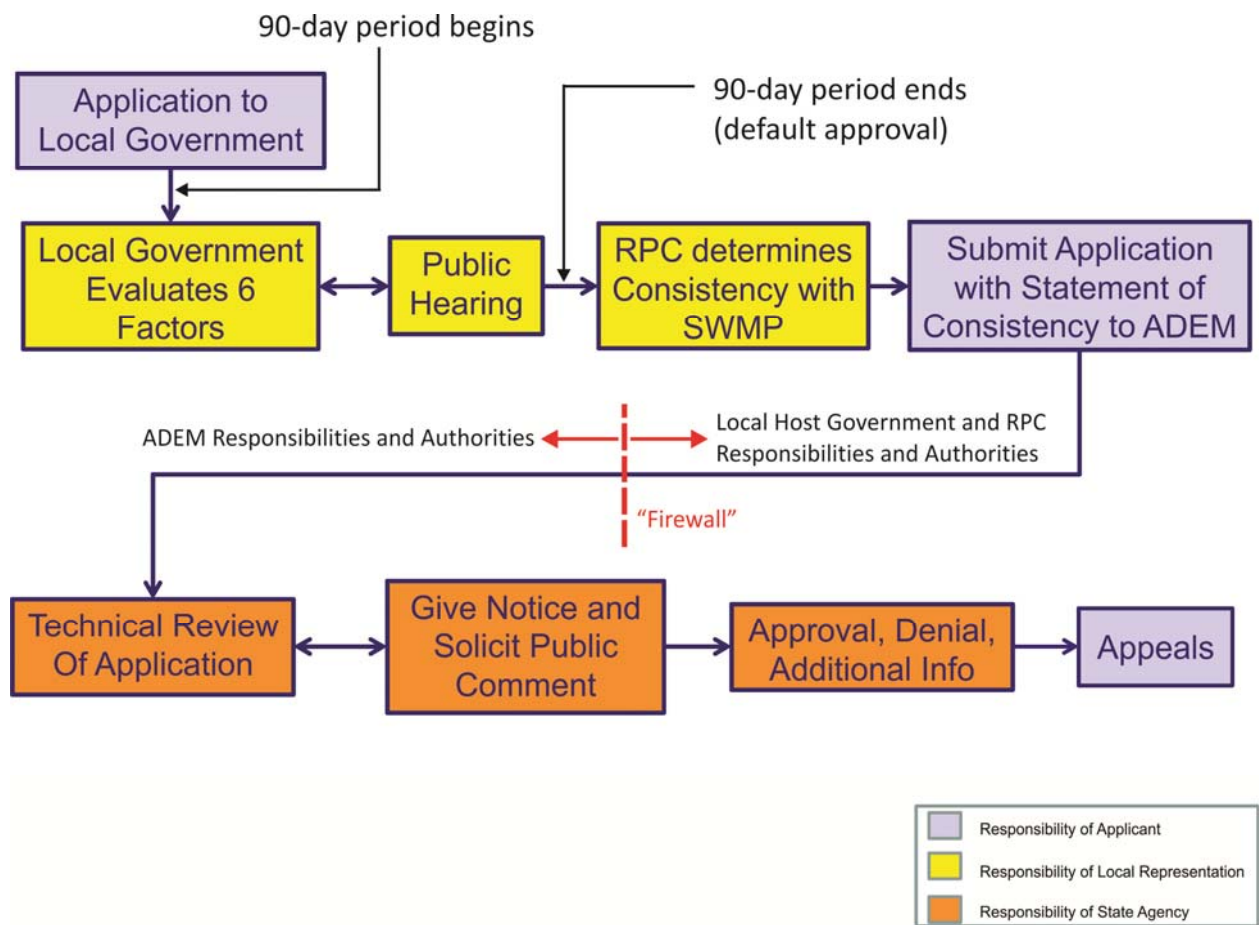 90-day period begins
Application to
Local Government
90-day period ends
(default approval)
Local Government
Evaluates 6
Factors
Public
Hearing
RPC determines
Consistency with
SWMP
Submit Application
with Statement of
Consistency to ADEM
ADEM Responsibilities and Authorities
Local Host Government and RPC
Responsibilities and Authorities
“Firewall”
Technical Review
Of Application
Give Notice and
Solicit Public
Comment
Approval, Denial,
Additional Info
Appeals
Responsibility of Applicant
Responsibility of Local Representation
Responsibility of State Agency